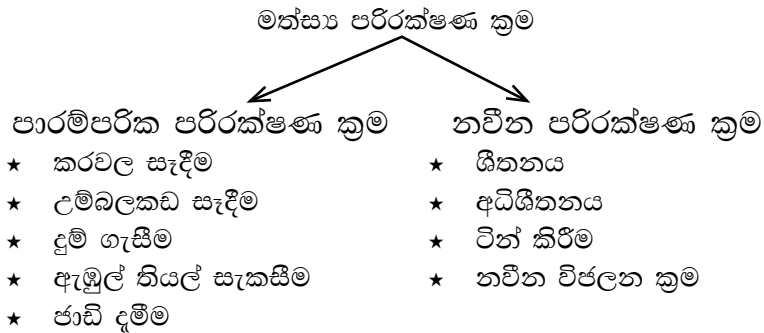 මත්ස්‍ය පරිරක්ෂණ ක්‍රම
පාරම්පරික පරිරක්ෂණ ක්‍රම
★ කරවල සෑදීම
★ උම්බලකඩ සෑදීම
★ දුම් ගැසීම
★ ඇඹුල් තියල් සැකසීම
★ ජාඩි දැමීම
නවීන පරිරක්ෂණ ක්‍රම
★ ශීතනය
★ අධිශීතනය
★ ටින් කිරීම
★ නවීන විජලන ක්‍රම